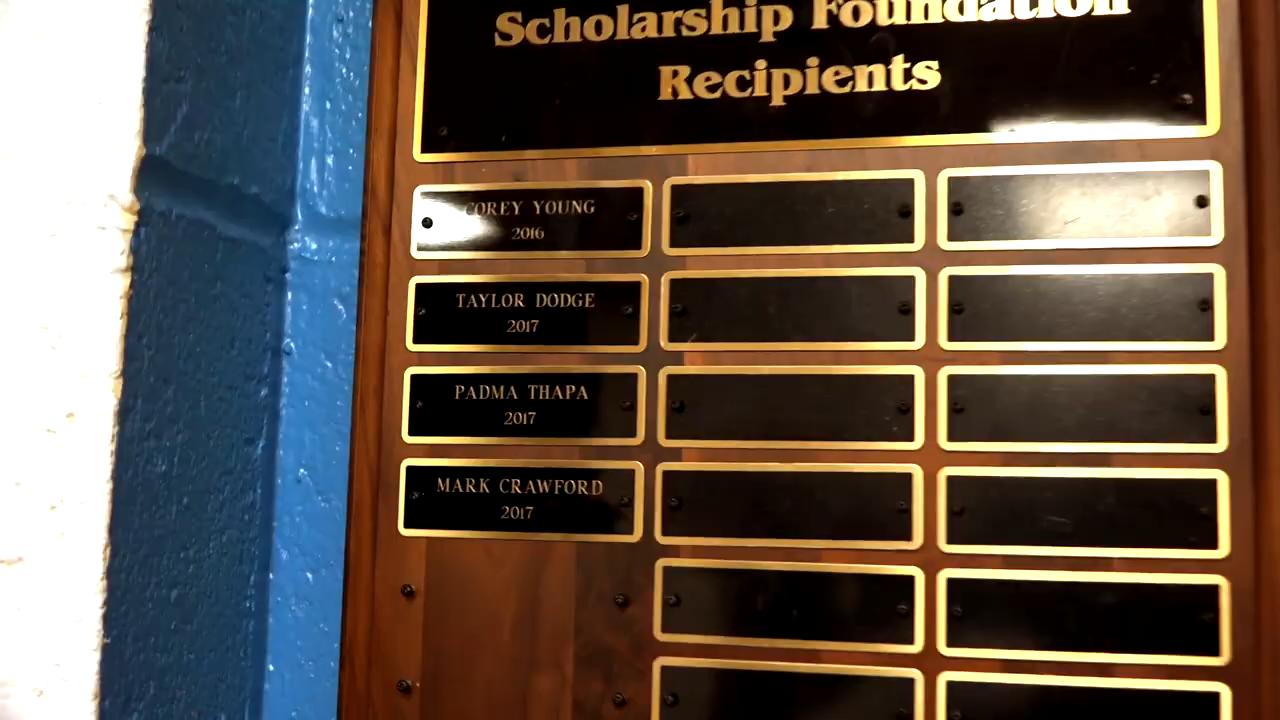 Scholarship Foundation
Recipients
COREY YOUNG
2016
TAYLOR DODGE
2017
PADMA THAPA
2017
MARK CRAWFORD
2017